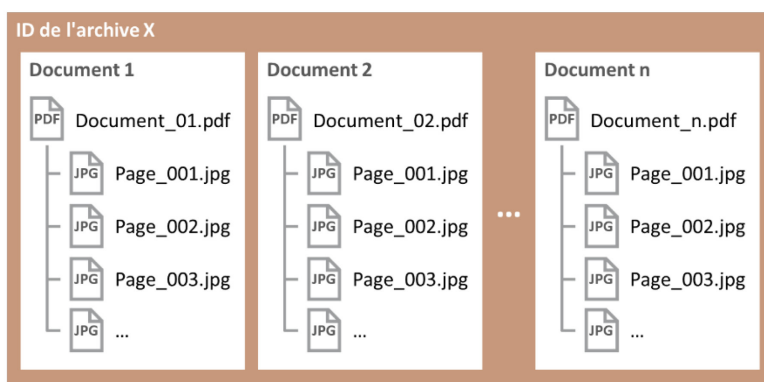 ID de l'archive X
Document 1
PDF Document_01.pdf
JPG Page_001.jpg
JPG Page_002.jpg
JPG Page_003.jpg
JPG ...
Document 2
PDF Document_02.pdf
JPG Page_001.jpg
JPG Page_002.jpg
JPG Page_003.jpg
JPG ...
...
Document n
PDF Document_n.pdf
JPG Page_001.jpg
JPG Page_002.jpg
JPG Page_003.jpg
JPG ...